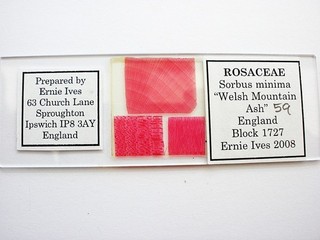 Prepared by
Ernie Ives
63 Church Lane
Sproughton
Ipswich IP8 3AY
England
ROSACEAE
Sorbus minima
"Welsh Mountain
Ash" 59
England
Block 1727
Ernie Ives 2008